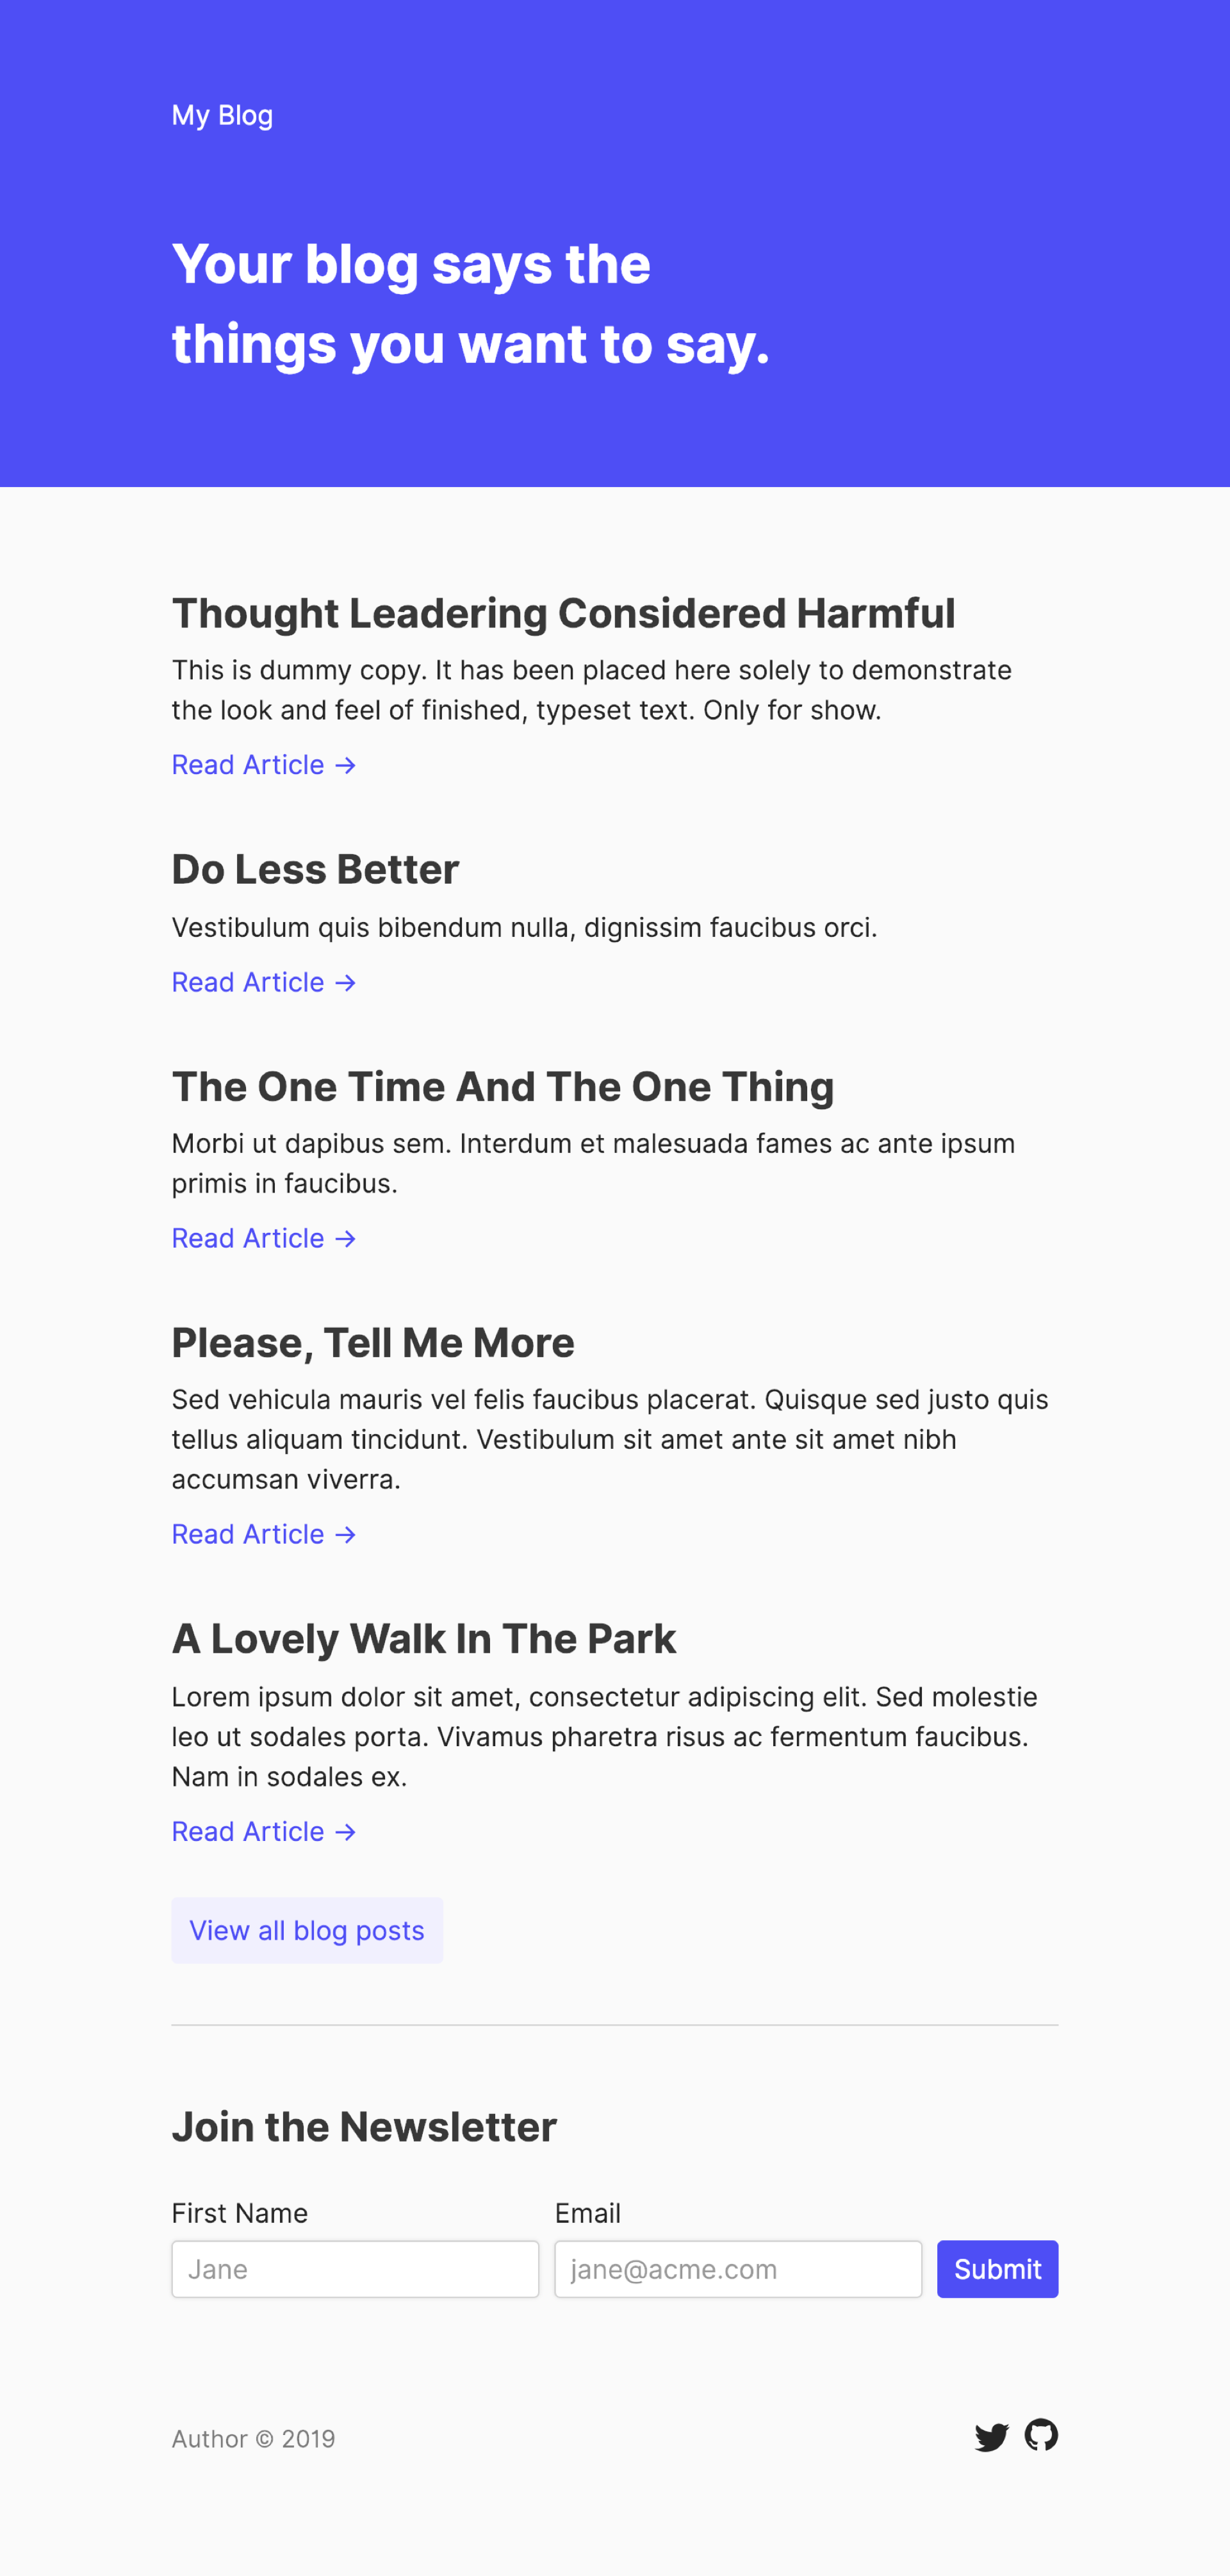 My Blog
Your blog says the
things you want to say.
Thought Leadering Considered Harmful
This is dummy copy. It has been placed here solely to demonstrate
the look and feel of finished, typeset text. Only for show.
Read Article →
Do Less Better
Vestibulum quis bibendum nulla, dignissim faucibus orci.
Read Article →
The One Time And The One Thing
Morbi ut dapibus sem. Interdum et malesuada fames ac ante ipsum
primis in faucibus.
Read Article →
Please, Tell Me More
Sed vehicula mauris vel felis faucibus placerat. Quisque sed justo quis
tellus aliquam tincidunt. Vestibulum sit amet ante sit amet nibh
accumsan viverra.
Read Article →
A Lovely Walk In The Park
Lorem ipsum dolor sit amet, consectetur adipiscing elit. Sed molestie
leo ut sodales porta. Vivamus pharetra risus ac fermentum faucibus.
Nam in sodales ex.
Read Article →
View all blog posts
Join the Newsletter
First Name Email
Jane jane@acme.com Submit
Author © 2019